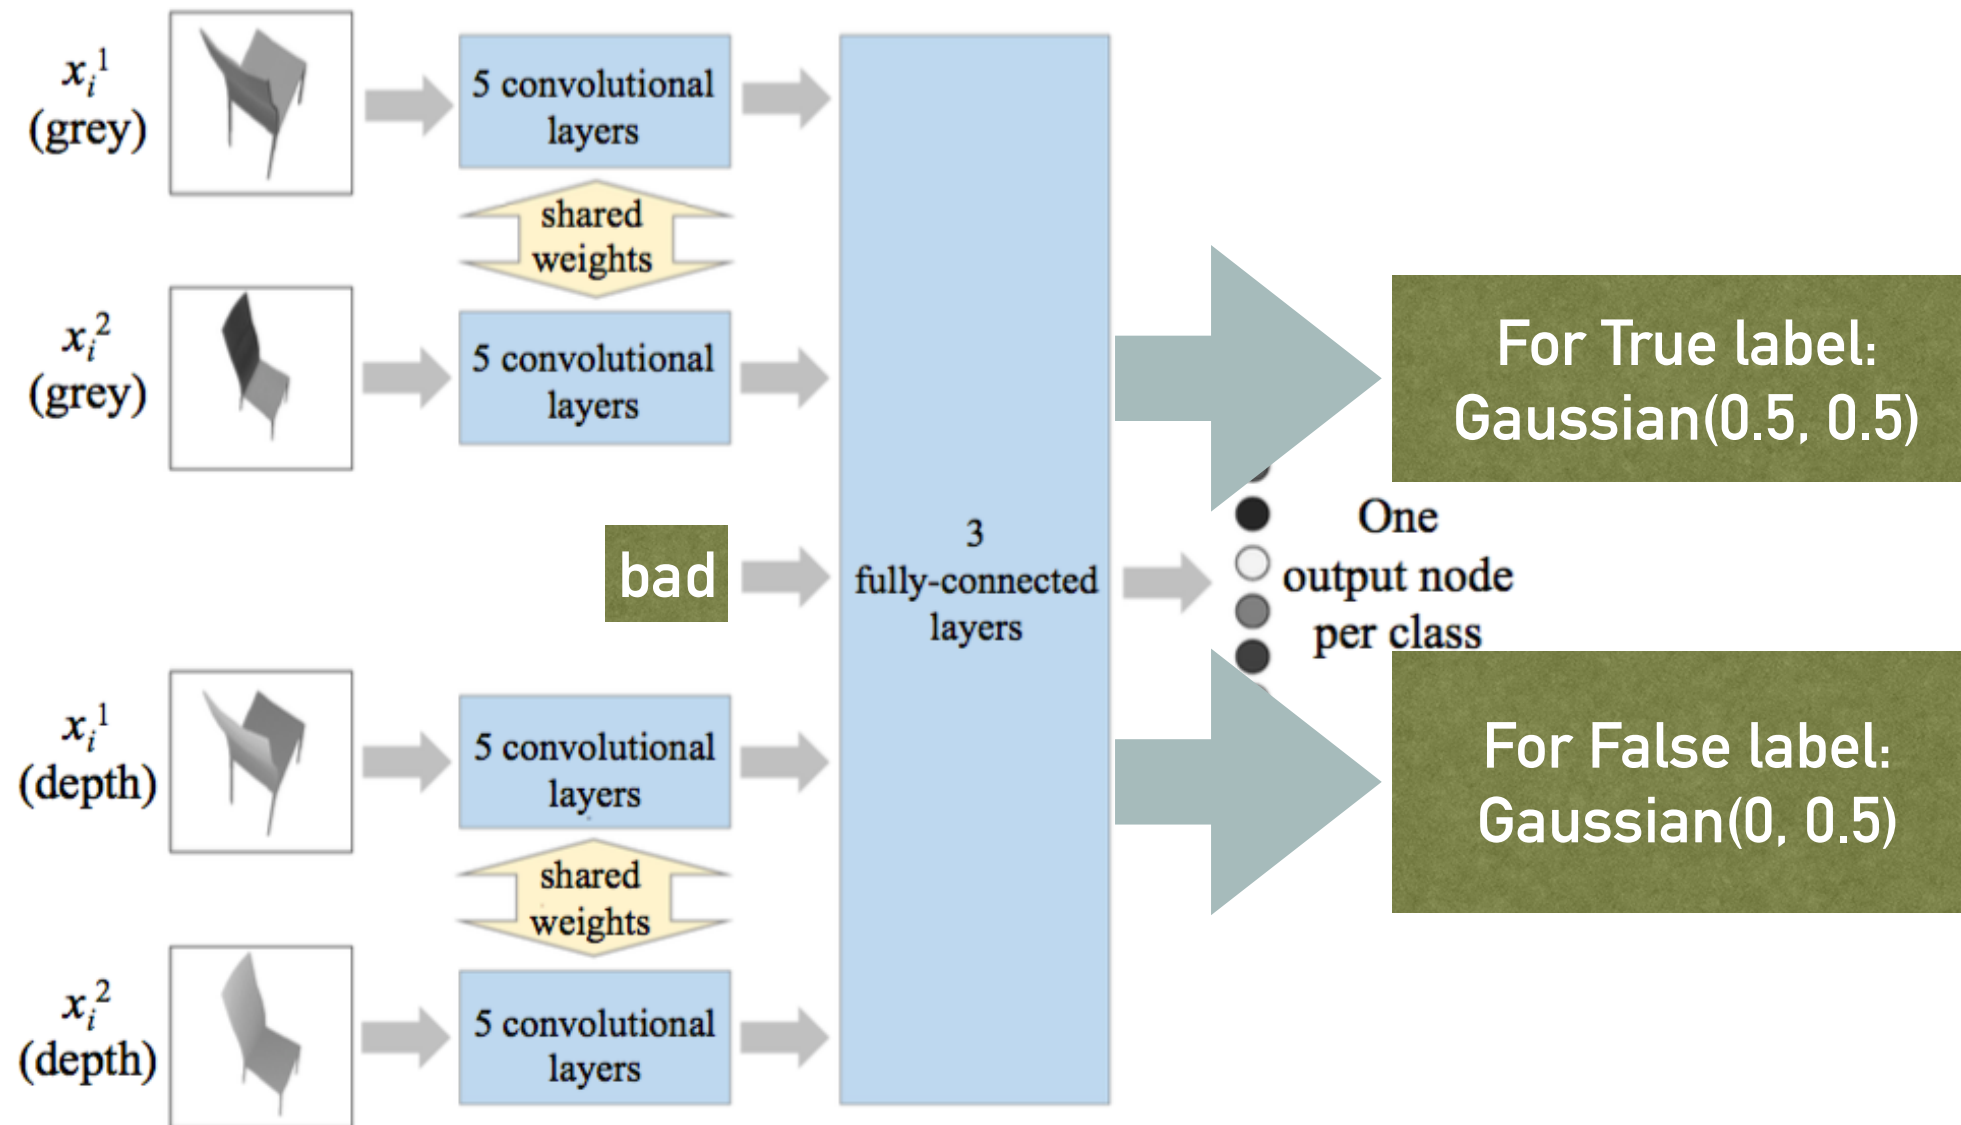 x_i^1
(grey)
5 convolutional
layers
shared
weights
x_i^2
(grey)
5 convolutional
layers
bad
3
fully-connected
layers
For True label:
Gaussian(0.5, 0.5)
One
output node
per class
For False label:
Gaussian(0, 0.5)
x_i^1
(depth)
5 convolutional
layers
shared
weights
x_i^2
(depth)
5 convolutional
layers